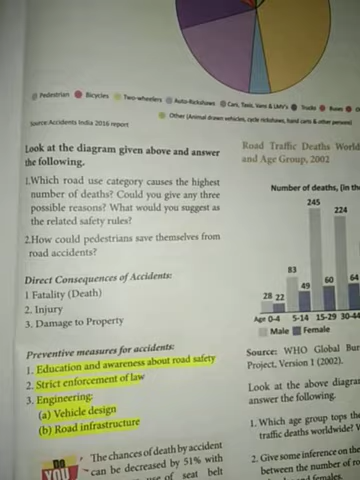 Pedestrian Bicycles Two-wheelers Auto-Rickshaws Cars, Taxis, Vans & LMV's Trucks Buses
Other (Animal drawn vehicles, cycle rickshaws, hand carts & other persons)
Source:Accidents India 2016 report
Look at the diagram given above and answer
the following.
1.Which road use category causes the highest
number of deaths? Could you give any three
possible reasons? What would you suggest as
the related safety rules?
2.How could pedestrians save themselves from
road accidents?
Direct Consequences of Accidents:
1 Fatality (Death)
2. Injury
3. Damage to Property
Preventive measures for accidents:
1. Education and awareness about road safety
2. Strict enforcement of law
3. Engineering:
(a) Vehicle design
(b) Road infrastructure
DO
YOU
The chances of death by accident
can be decreased by 51% with
use of seat belt
Road Traffic Deaths World
and Age Group, 2002
Number of deaths, (in th
245
224
83
28 22
49
60
64
Age 0-4 5-14 15-29 30-44
Male Female
Source: WHO Global Bur
Project, Version 1 (2002).
Look at the above diagra
answer the following.
1. Which age group tops the
traffic deaths worldwide? W
2. Give some inference on the
between the number of ro
and females.